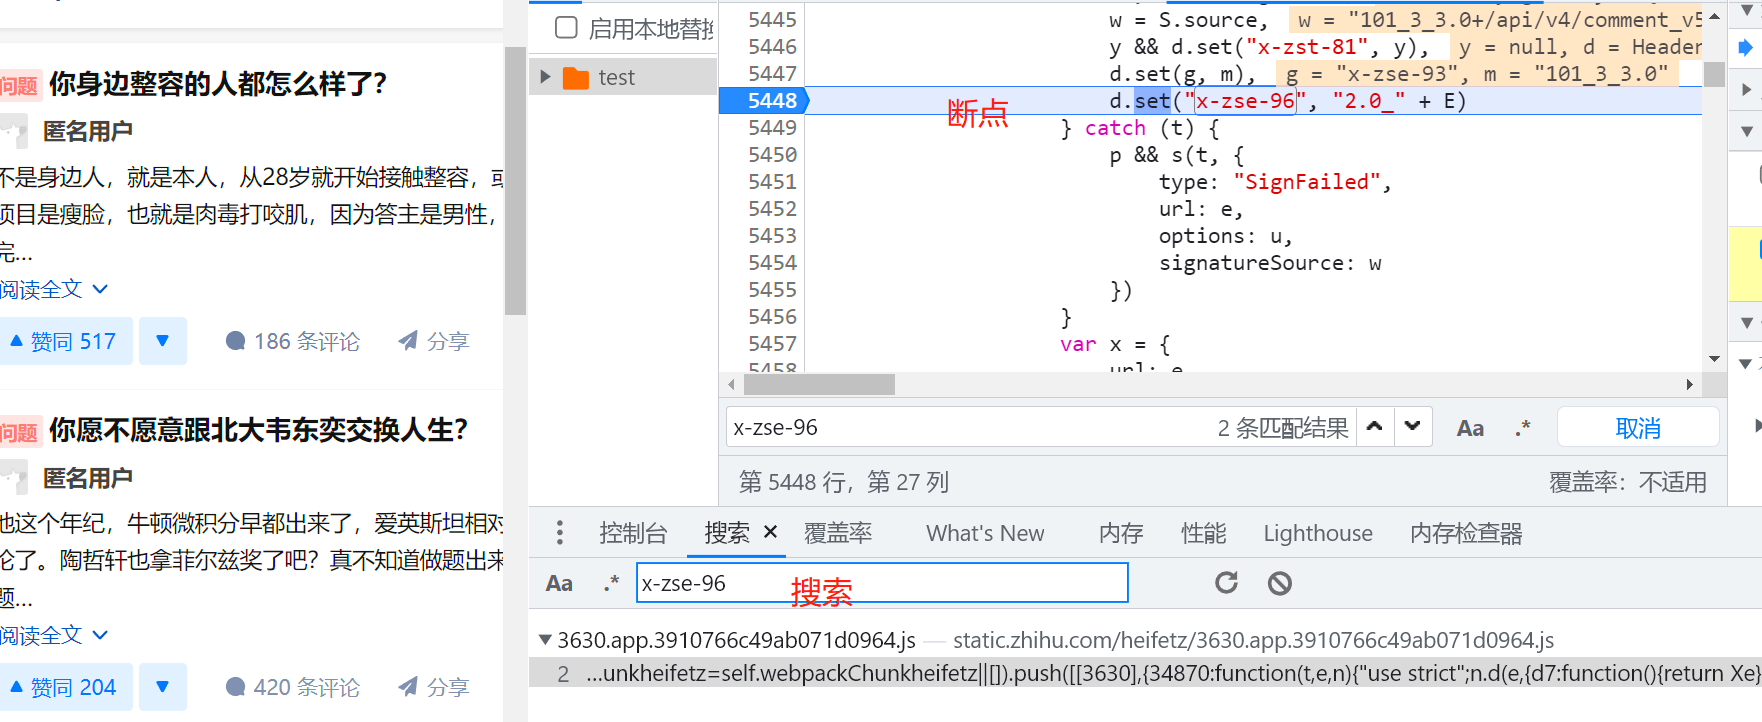 问题 你身边整容的人都怎么样了?
匿名用户
不是身边人，就是本人，从28岁就开始接触整容，或
项目是瘦脸，也就是肉毒打咬肌，因为答主是男性，
完...
阅读全文
赞同 517
186 条评论
分享
问题 你愿不愿意跟北大韦东奕交换人生?
匿名用户
他这个年纪，牛顿微积分早都出来了，爱英斯坦相对
论了。陶哲轩也拿菲尔兹奖了吧？真不知道做题出来
题...
阅读全文
赞同 204
420 条评论
分享
启用本地替换
test
5445 w = S.source, w = "101_3_3.0+/api/v4/comment_v5
5446 y && d.set("x-zst-81", y), y = null, d = Header
5447 d.set(g, m), g = "x-zse-93", m = "101_3_3.0"
5448 d.set("x-zse-96", "2.0_" + E)
断点
5449 } catch (t) {
5450 p && s(t, {
5451 type: "SignFailed",
5452 url: e,
5453 options: u,
5454 signatureSource: w
5455 })
5456 }
5457 var x = {
5458 url: e
x-zse-96 2 条匹配结果 Aa .* 取消
第 5448 行，第 27 列 覆盖率：不适用
控制台 搜索 × 覆盖率 What's New 内存 性能 Lighthouse 内存检查器
Aa .* x-zse-96 搜索
3630.app.3910766c49ab071d0964.js — static.zhihu.com/heifetz/3630.app.3910766c49ab071d0964.js
2 ...unkheifetz=self.webpackChunkheifetz||[]).push([[3630],{34870:function(t,e,n){"use strict";n.d(e,{d7:function(){return Xe}